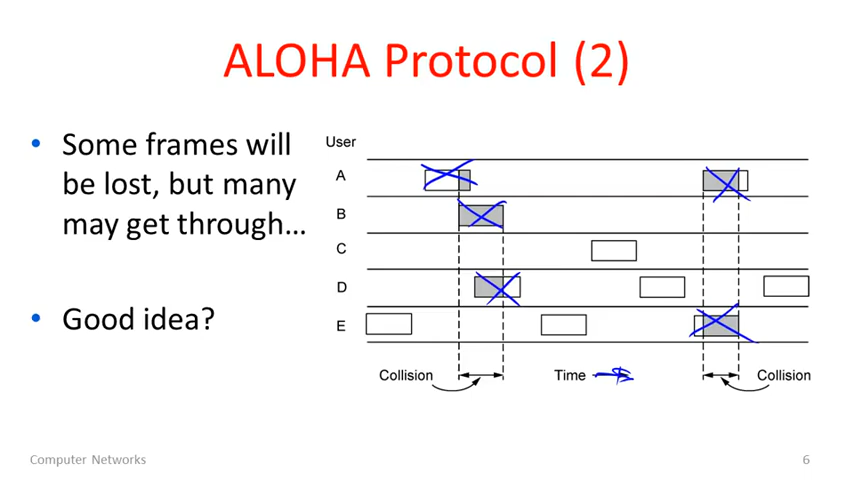 ALOHA Protocol (2)
• Some frames will
be lost, but many
may get through…
• Good idea?
User
A
B
C
D
E
Collision
Time
Collision
Computer Networks
6